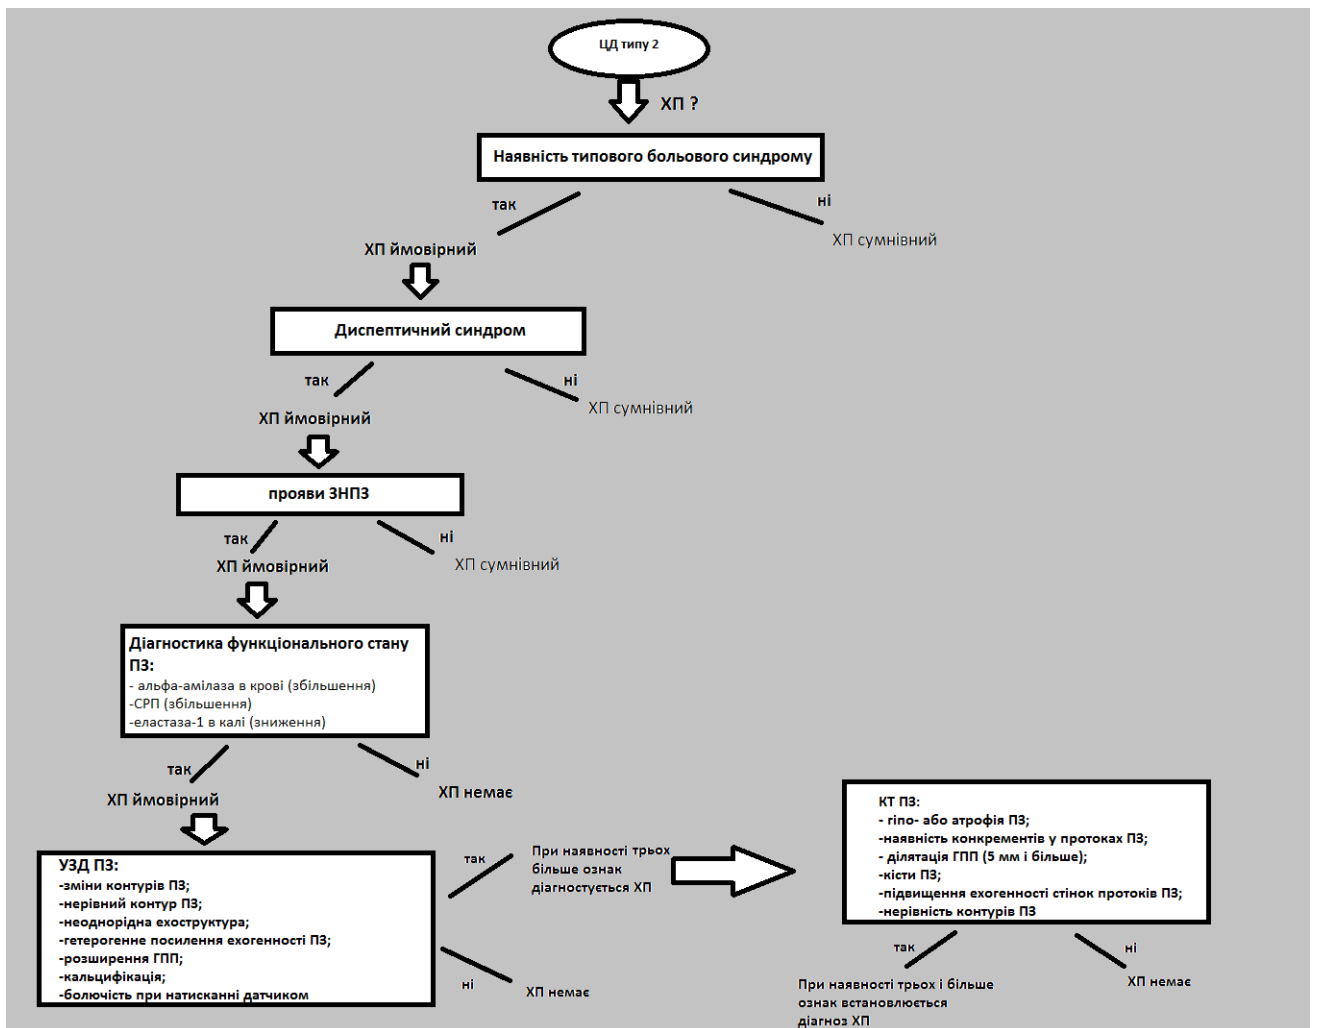 ЦД типу 2
ХП ?
Наявність типового больового синдрому
так
ні
ХП ймовірний
ХП сумнівний
Диспептичний синдром
так
ні
ХП ймовірний
ХП сумнівний
прояви ЗНПЗ
так
ні
ХП ймовірний
ХП сумнівний
Діагностика функціонального стану
ПЗ:
- альфа-амілаза в крові (збільшення)
-СРП (збільшення)
-еластаза-1 в калі (зниження)
так
ні
ХП ймовірний
ХП немає
УЗД ПЗ:
-зміни контурів ПЗ;
-нерівний контур ПЗ;
-неоднорідна ехоструктура;
-гетерогенне посилення ехогенності ПЗ;
-розширення ГПП;
-кальцифікація;
-болючість при натисканні датчиком
так
При наявності трьох
більше ознак
діагностується ХП
ні
ХП немає
КТ ПЗ:
- гіпо- або атрофія ПЗ;
-наявність конкрементів у протоках ПЗ;
- ділятація ГПП (5 мм і більше);
-кісти ПЗ;
-підвищення ехогенності стінок протоків ПЗ;
-нерівність контурів ПЗ
так
ні
При наявності трьох і більше
ознак встановлюється
діагноз ХП
ХП немає